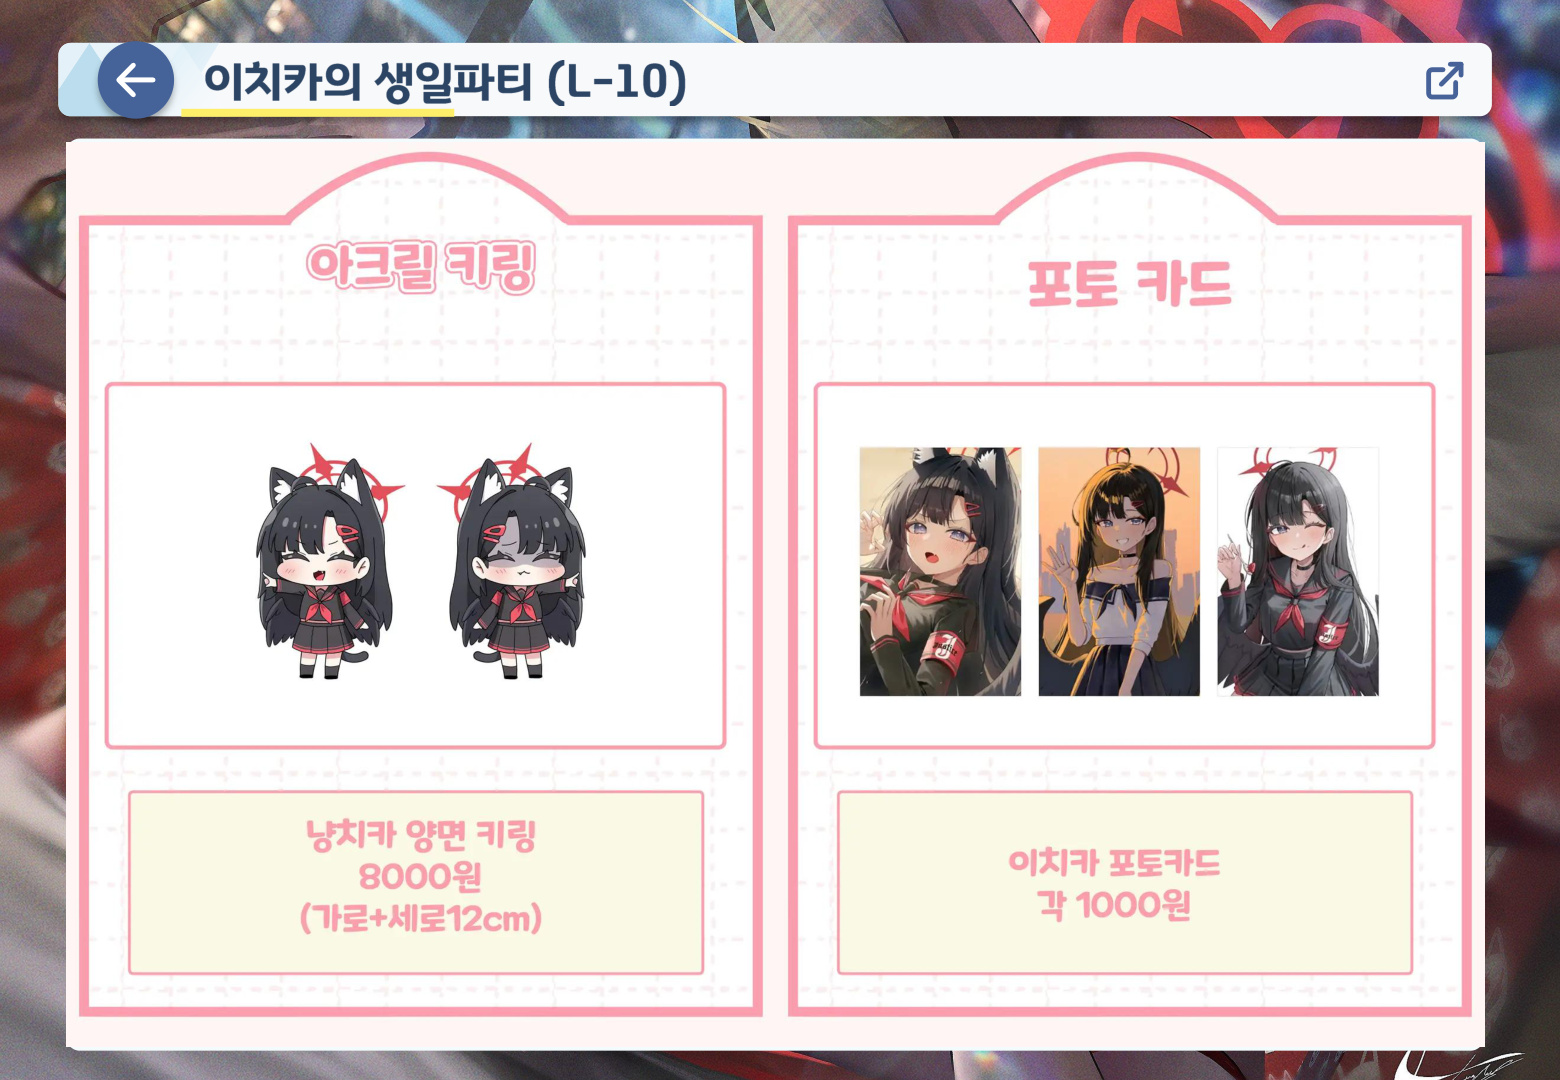 이치카의 생일파티 (L-10)
아크릴 키링
포토 카드
냥치카 양면 키링
8000원
(가로+세로12cm)
이치카 포토카드
각 1000원